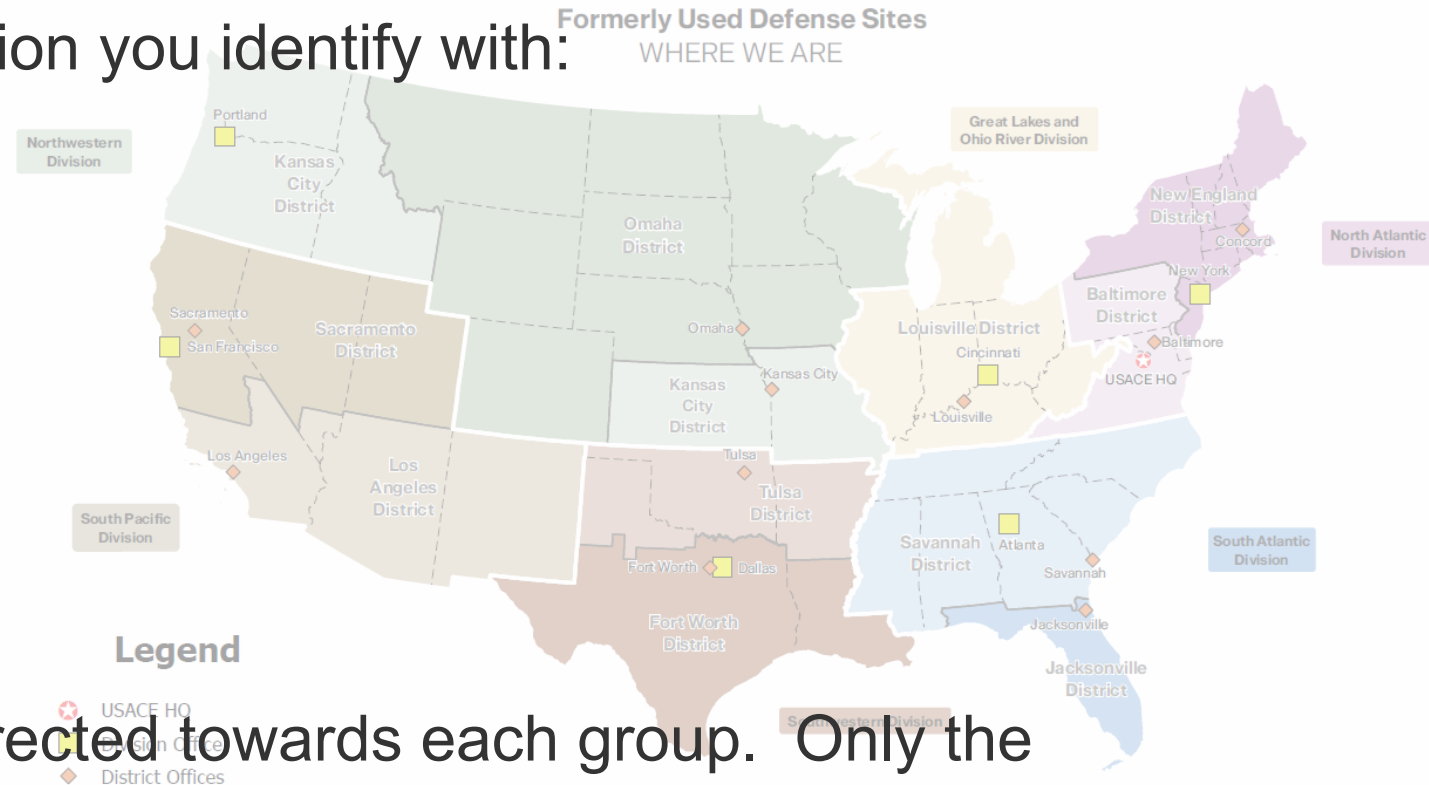 Formerly Used Defense Sites
ion you identify with:
WHERE WE ARE
Portland
Northwestern
Division
Kansas
City
District
Great Lakes and
Ohio River Division
Omaha
District
New England
District
Concord
North Atlantic
Division
New York
Baltimore
District
Sacramento
San Francisco
Sacramento
District
Omaha
Louisville District
Cincinnati
Baltimore
USACE HQ
Kansas City
Kansas
City
District
Louisville
Los Angeles
Los
Angeles
District
Tulsa
Tulsa
District
South Pacific
Division
Savannah
District
Atlanta
Savannah
South Atlantic
Division
Fort Worth
Dallas
Fort Worth
District
Jacksonville
Jacksonville
District
Legend
USACE HQ
Southwestern Division
rected towards each group. Only the
Division Office
District Offices